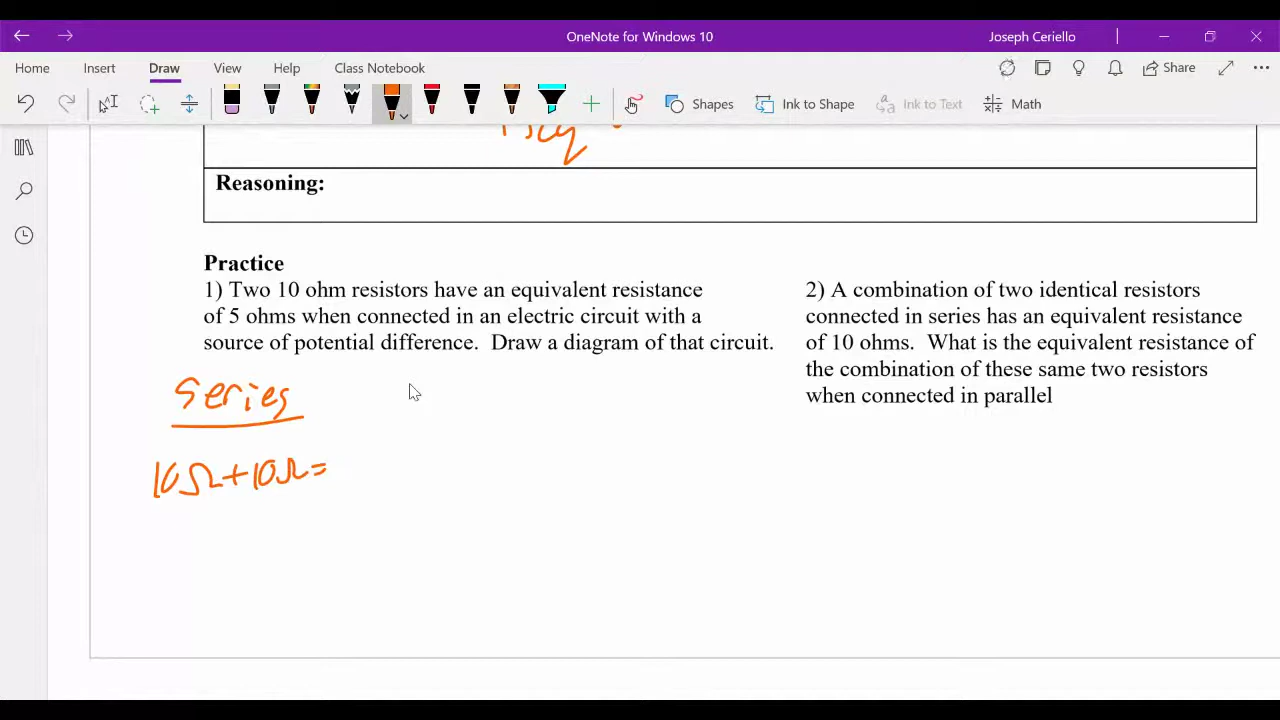 OneNote for Windows 10
Joseph Ceriello
Home Insert Draw View Help Class Notebook
Share
Shapes Ink to Shape Ink to Text Math
Reasoning:
Practice
1) Two 10 ohm resistors have an equivalent resistance
of 5 ohms when connected in an electric circuit with a
source of potential difference. Draw a diagram of that circuit.
2) A combination of two identical resistors
connected in series has an equivalent resistance
of 10 ohms. What is the equivalent resistance of
the combination of these same two resistors
when connected in parallel
Series
10Ω+10Ω=